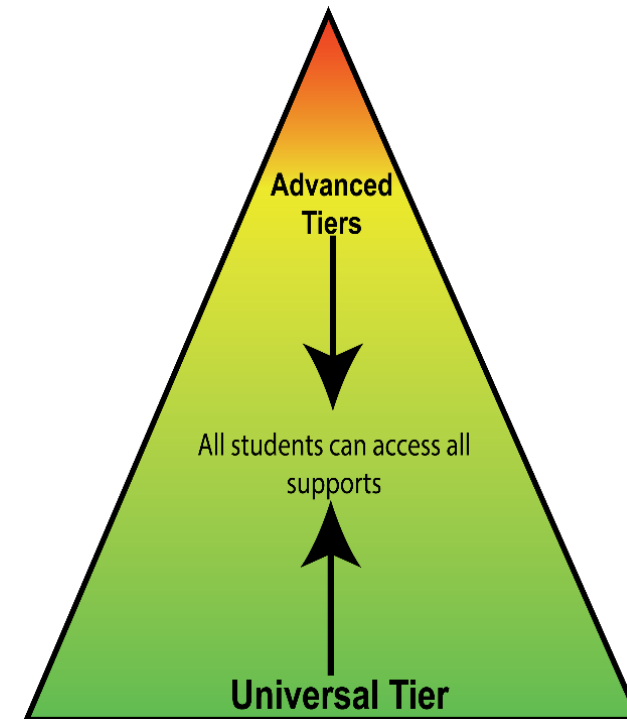 Advanced
Tiers
All students can access all
supports
Universal Tier